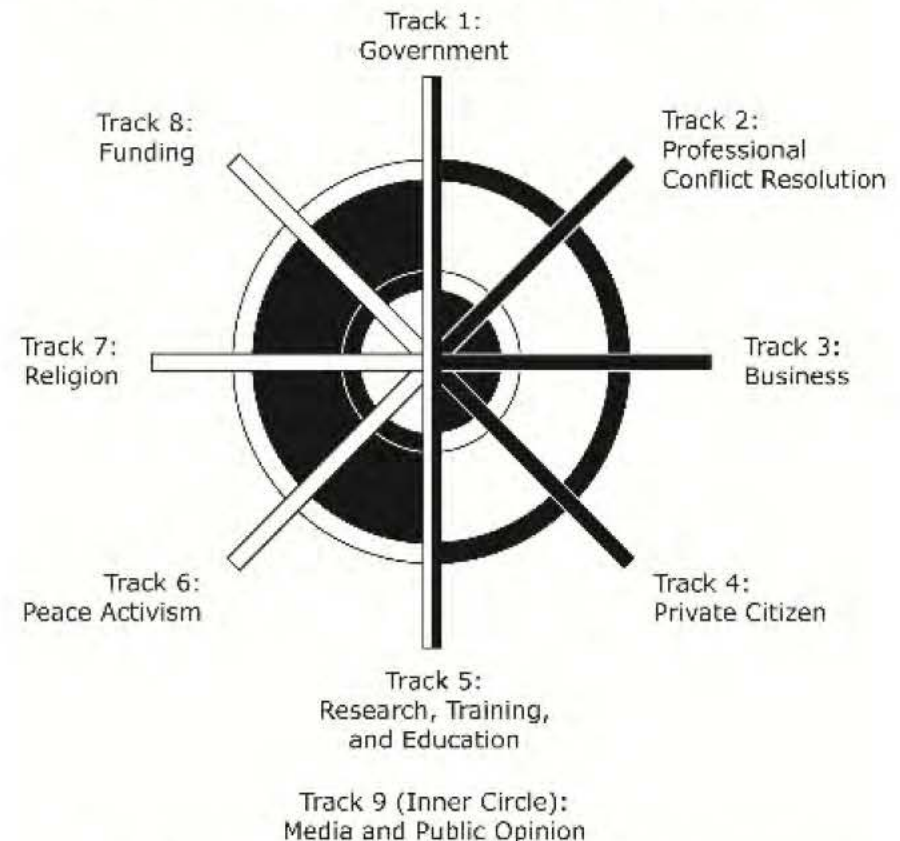 Track 1:
Government
Track 2:
Professional
Conflict Resolution
Track 3:
Business
Track 4:
Private Citizen
Track 5:
Research, Training,
and Education
Track 6:
Peace Activism
Track 7:
Religion
Track 8:
Funding
Track 9 (Inner Circle):
Media and Public Opinion